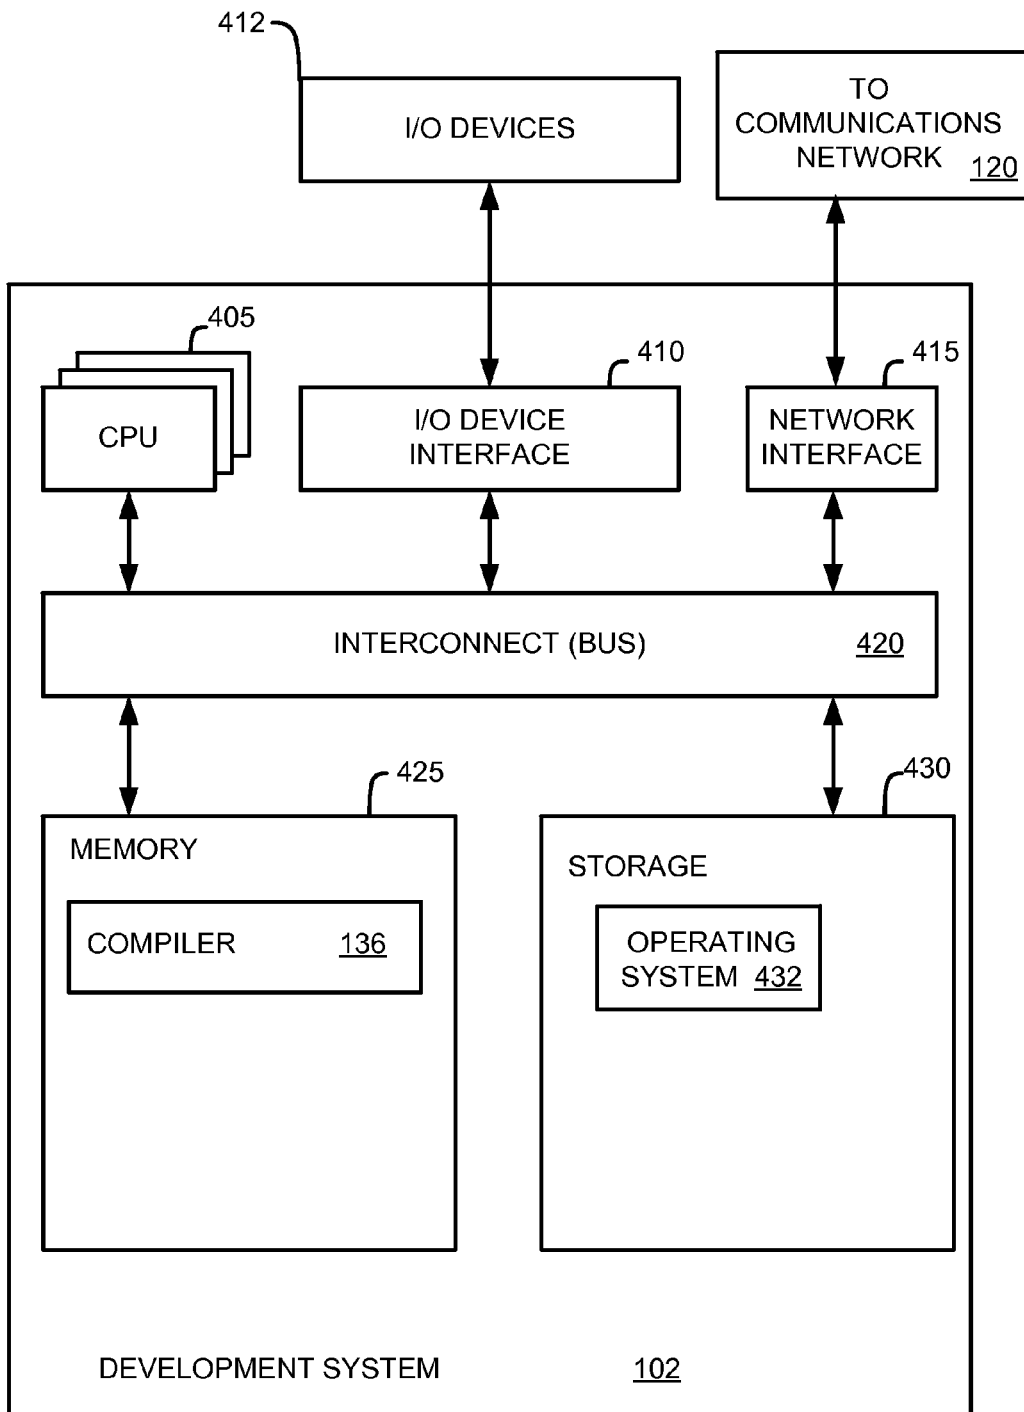 412
I/O DEVICES
TO
COMMUNICATIONS
NETWORK 120
405
CPU
410
I/O DEVICE
INTERFACE
415
NETWORK
INTERFACE
INTERCONNECT (BUS) 420
425
MEMORY
COMPILER 136
430
STORAGE
OPERATING
SYSTEM 432
DEVELOPMENT SYSTEM 102